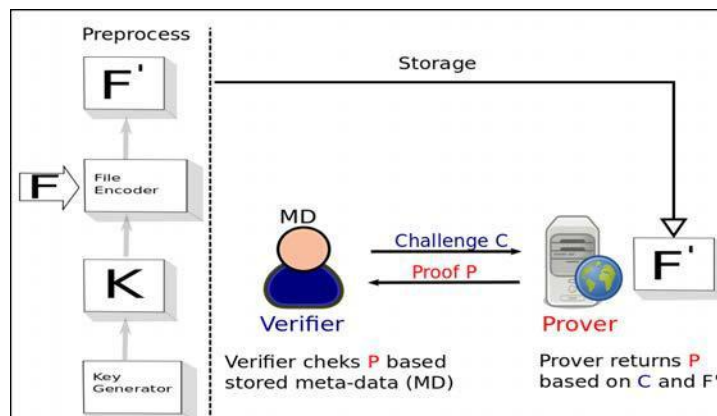 Preprocess
F'
F
File
Encoder
K
Key
Generator
Storage
MD
Challenge C
Proof P
Verifier
Prover
F'
Verifier cheks P based
stored meta-data (MD)
Prover returns P
based on C and F'